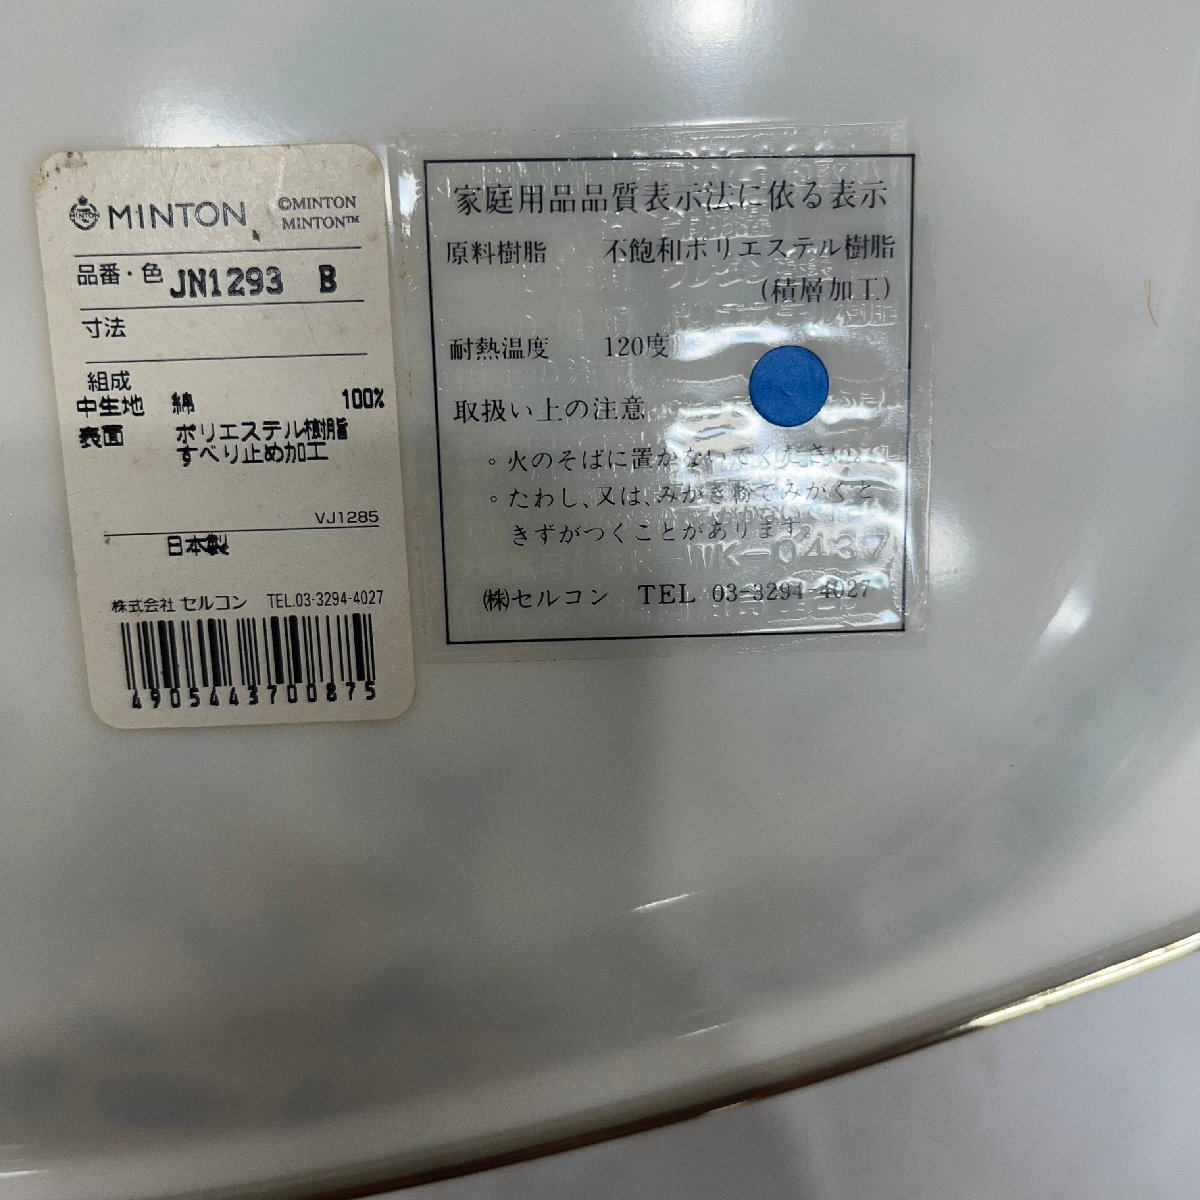 MINTON ©MINTON
MINTON MINTON™
品番・色 JN1293 B
寸法
組成
中生地 綿 100%
表面 ポリエステル樹脂
すべり止め加工
VJ1285
日本製
株式会社 セルコン TEL.03-3294-4027
4905443700875
家庭用品品質表示法に依る表示
原料樹脂 不飽和ポリエステル樹脂
(積層加工)
耐熱温度 120度
取扱い上の注意
。火のそばに置かないでください。
。たわし、又は、みがき粉でみがくと
きずがつくことがあります。
WK-0437
㈱セルコン TEL 03-3294-4027